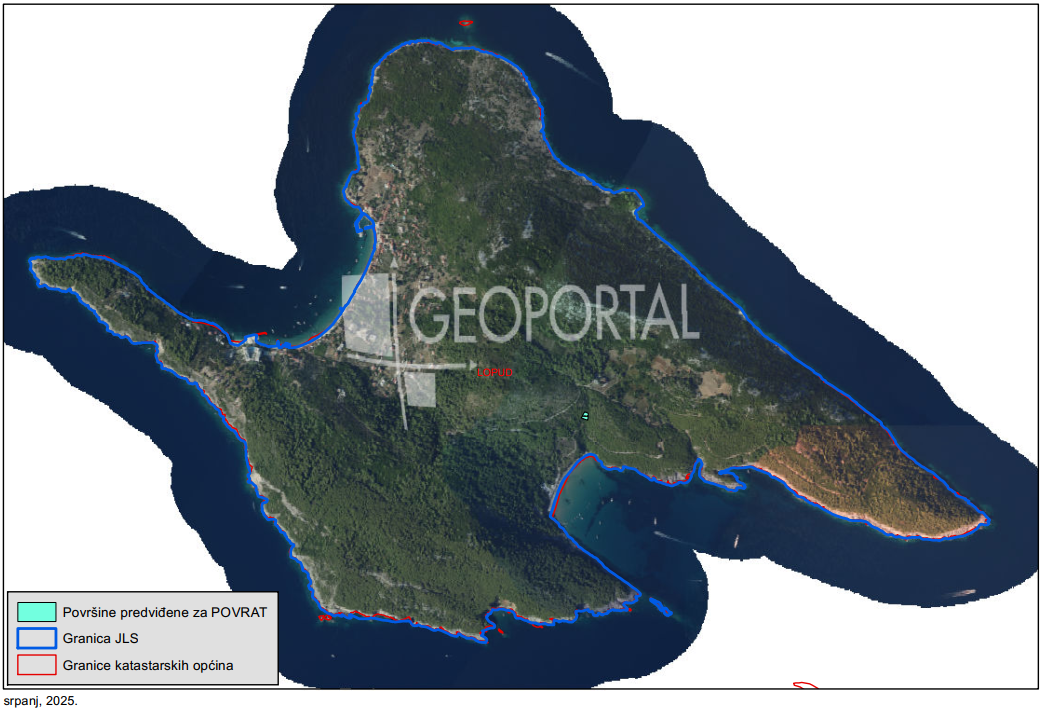 GEOPORTAL
LOPUD
Površine predviđene za POVRAT
Granica JLS
Granice katastarskih općina
srpanj, 2025.